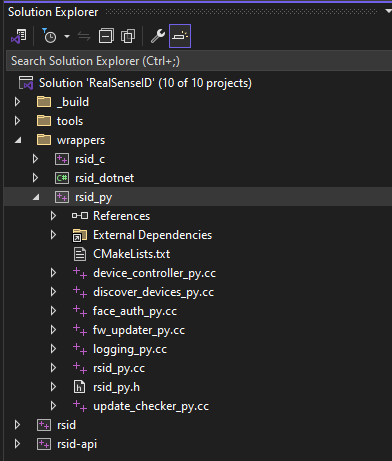 Solution Explorer
Search Solution Explorer (Ctrl+;)
Solution 'RealSenseID' (10 of 10 projects)
_build
tools
wrappers
rsid_c
C# rsid_dotnet
rsid_py
References
External Dependencies
CMakeLists.txt
device_controller_py.cc
discover_devices_py.cc
face_auth_py.cc
fw_updater_py.cc
logging_py.cc
rsid_py.cc
h rsid_py.h
update_checker_py.cc
rsid
rsid-api